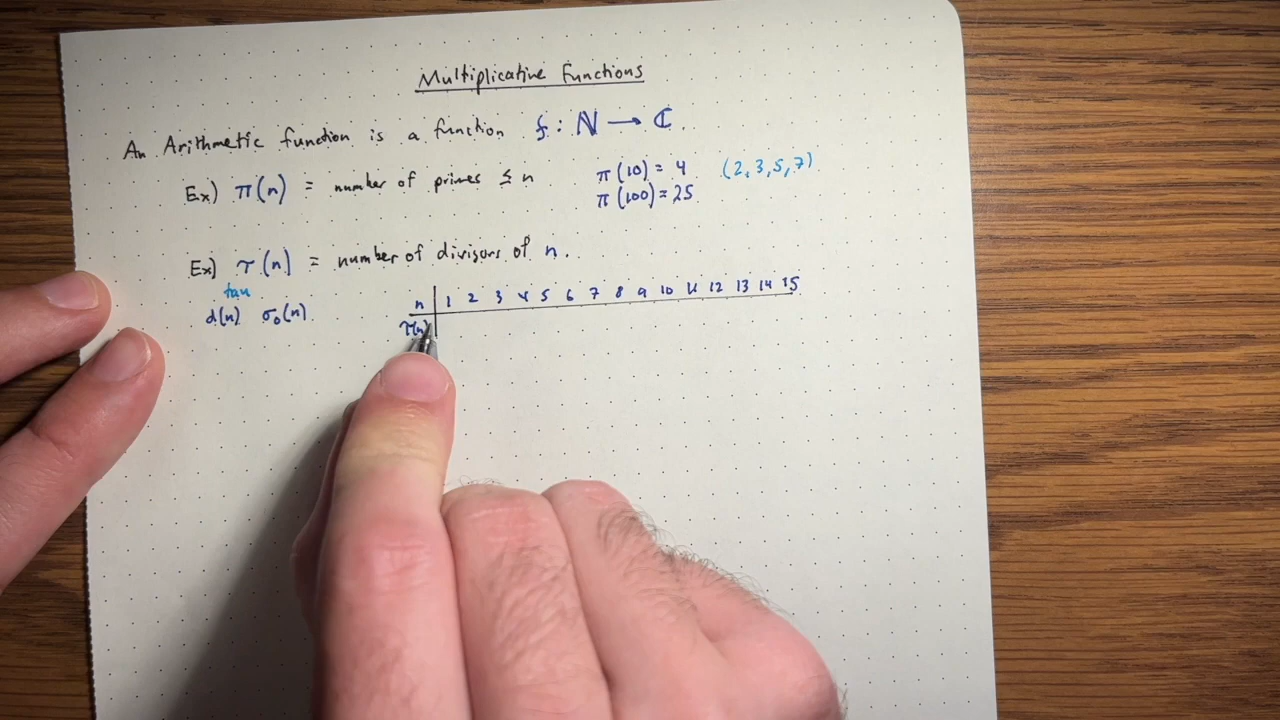 Multiplicative Functions
An Arithmetic function is a function f : ℕ → ℂ.
Ex) π(n) = number of primes ≤ n π(10) = 4 (2,3,5,7)
π(100) = 25
Ex) τ(n) = number of divisors of n.
tau
d(n) σ₀(n)
n 1 2 3 4 5 6 7 8 9 10 11 12 13 14 15
τ(n)